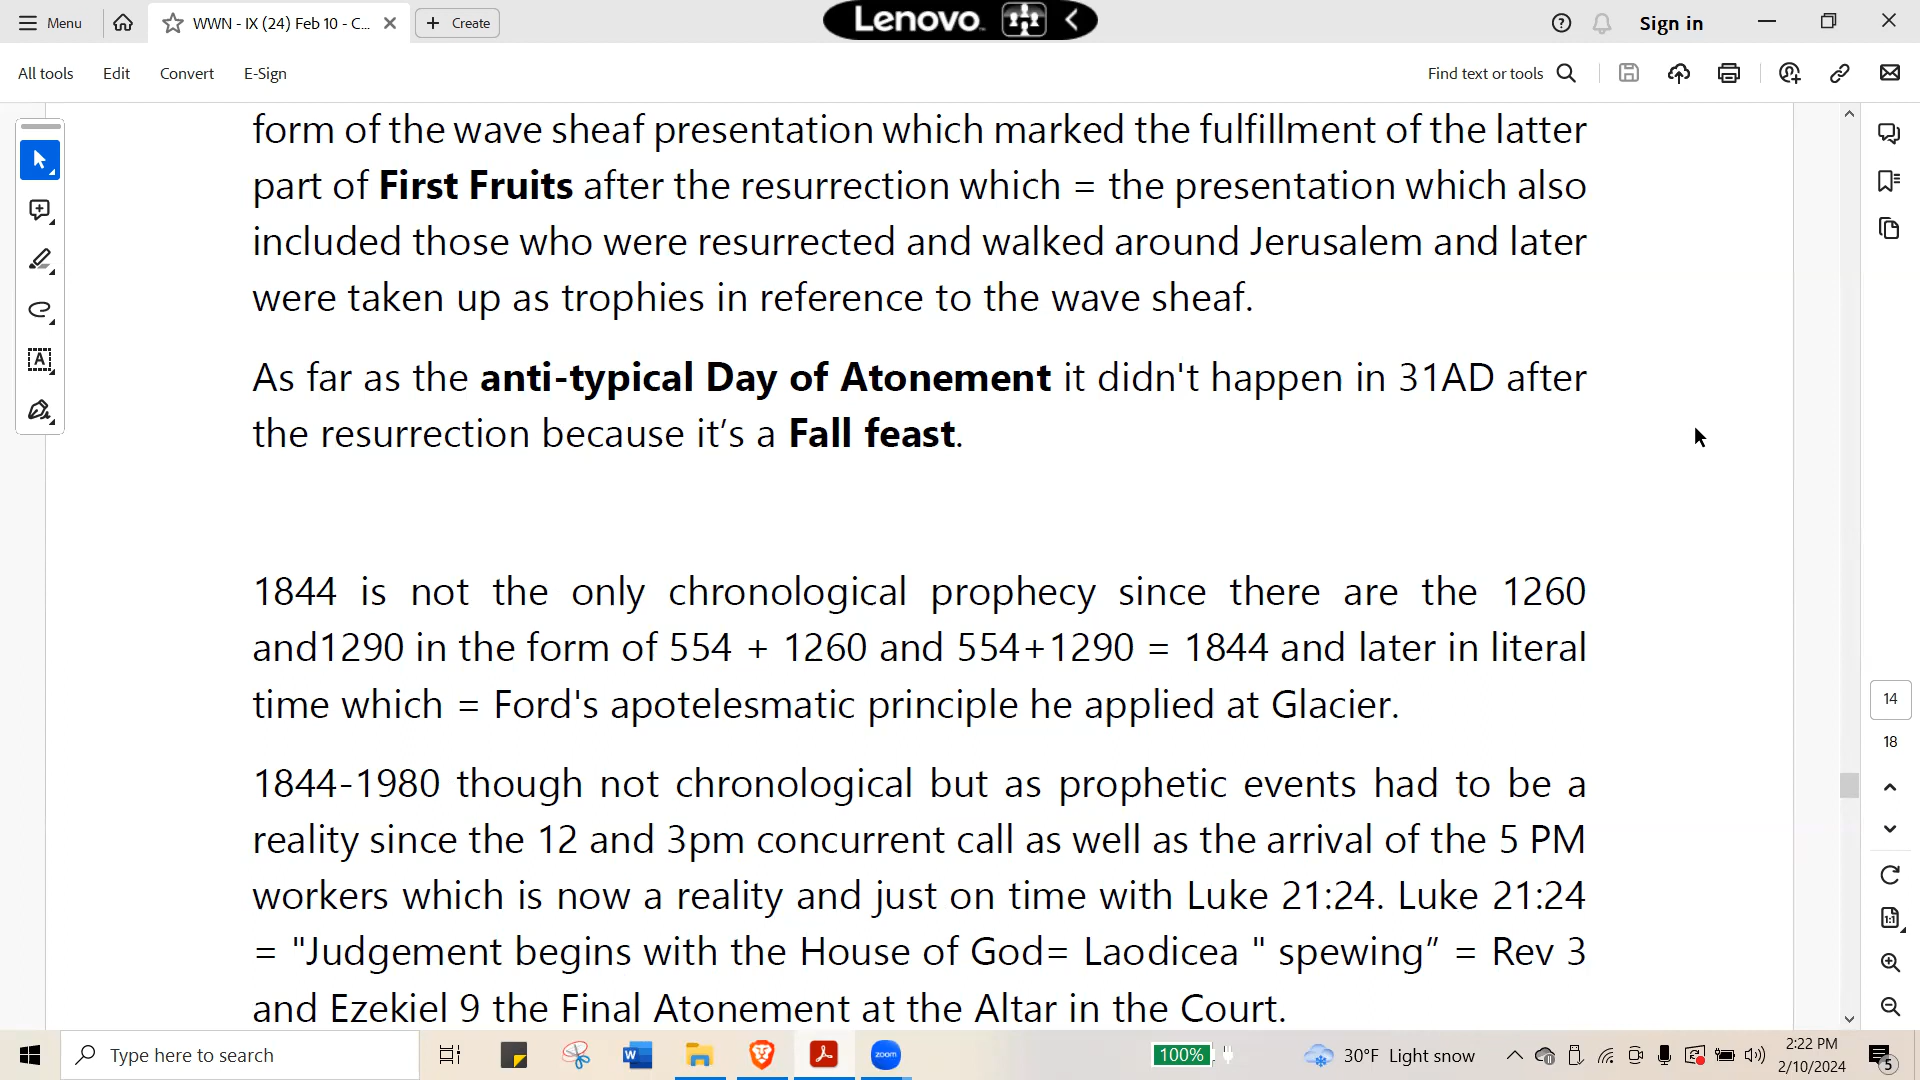 Menu
WWN - IX (24) Feb 10 - C...
Create
Lenovo
Sign in
All tools
Edit
Convert
E-Sign
Find text or tools
form of the wave sheaf presentation which marked the fulfillment of the latter
part of First Fruits after the resurrection which = the presentation which also
included those who were resurrected and walked around Jerusalem and later
were taken up as trophies in reference to the wave sheaf.
As far as the anti-typical Day of Atonement it didn't happen in 31AD after
the resurrection because it’s a Fall feast.
1844 is not the only chronological prophecy since there are the 1260
and1290 in the form of 554 + 1260 and 554+1290 = 1844 and later in literal
time which = Ford's apotelesmatic principle he applied at Glacier.
1844-1980 though not chronological but as prophetic events had to be a
reality since the 12 and 3pm concurrent call as well as the arrival of the 5 PM
workers which is now a reality and just on time with Luke 21:24. Luke 21:24
= "Judgement begins with the House of God= Laodicea " spewing” = Rev 3
and Ezekiel 9 the Final Atonement at the Altar in the Court.
14
18
Type here to search
zoom
100%
30°F Light snow
2:22 PM
2/10/2024
5